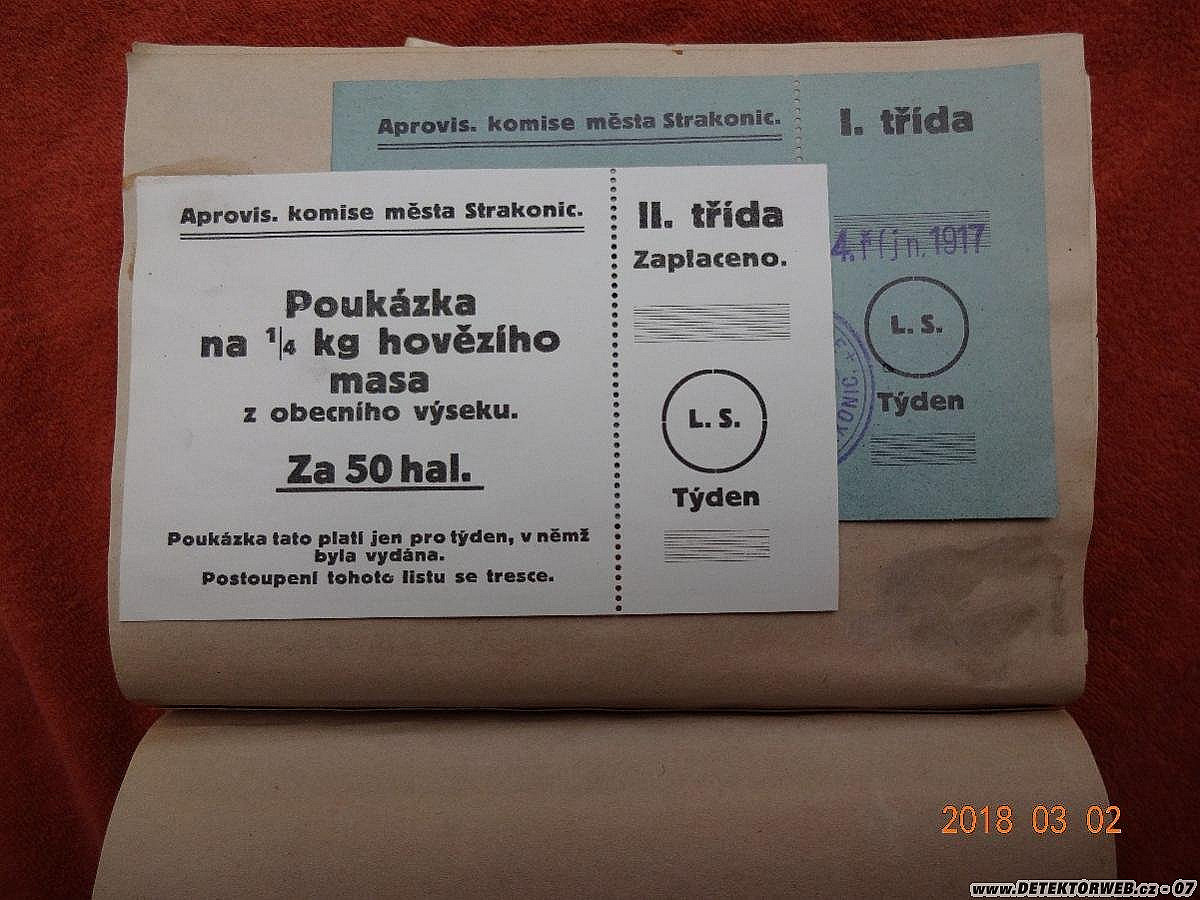 Aprovis. komise města Strakonic.
I. třída
4. říjn. 1917
L. S.
KONIC.
Týden
Aprovis. komise města Strakonic.
Poukázka
na 1/4 kg hovězího
masa
z obecního výseku.
Za 50 hal.
Poukázka tato platí jen pro týden, v němž
byla vydána.
Postoupení tohoto listu se tresce.
II. třída
Zaplaceno.
L. S.
Týden
2018 03 02
www.DETEKTORWEB.cz - 07